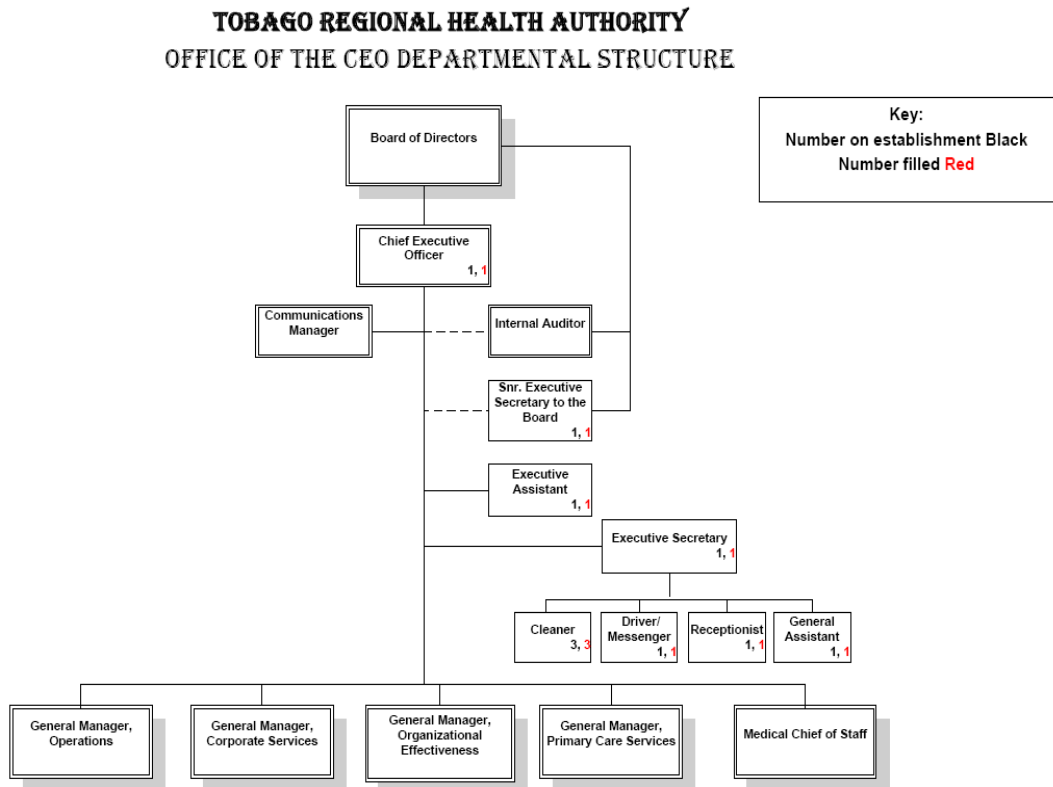 TOBAGO REGIONAL HEALTH AUTHORITY
OFFICE OF THE CEO DEPARTMENTAL STRUCTURE
Key:
Number on establishment Black
Number filled Red
Board of Directors
Chief Executive
Officer
1, 1
Communications
Manager
Internal Auditor
Snr. Executive
Secretary to the
Board
1, 1
Executive
Assistant
1, 1
Executive Secretary
1, 1
Cleaner
3, 3
Driver/
Messenger
1, 1
Receptionist
1, 1
General
Assistant
1, 1
General Manager,
Operations
General Manager,
Corporate Services
General Manager,
Organizational
Effectiveness
General Manager,
Primary Care Services
Medical Chief of Staff